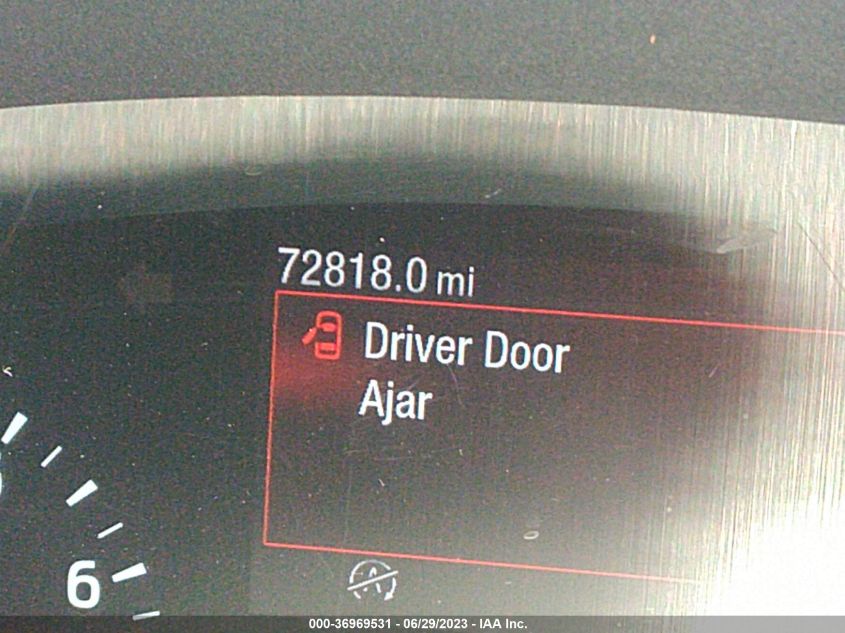 72818.0 mi
Driver Door
Ajar
6
A
000-36969531 - 06/29/2023 - IAA Inc.